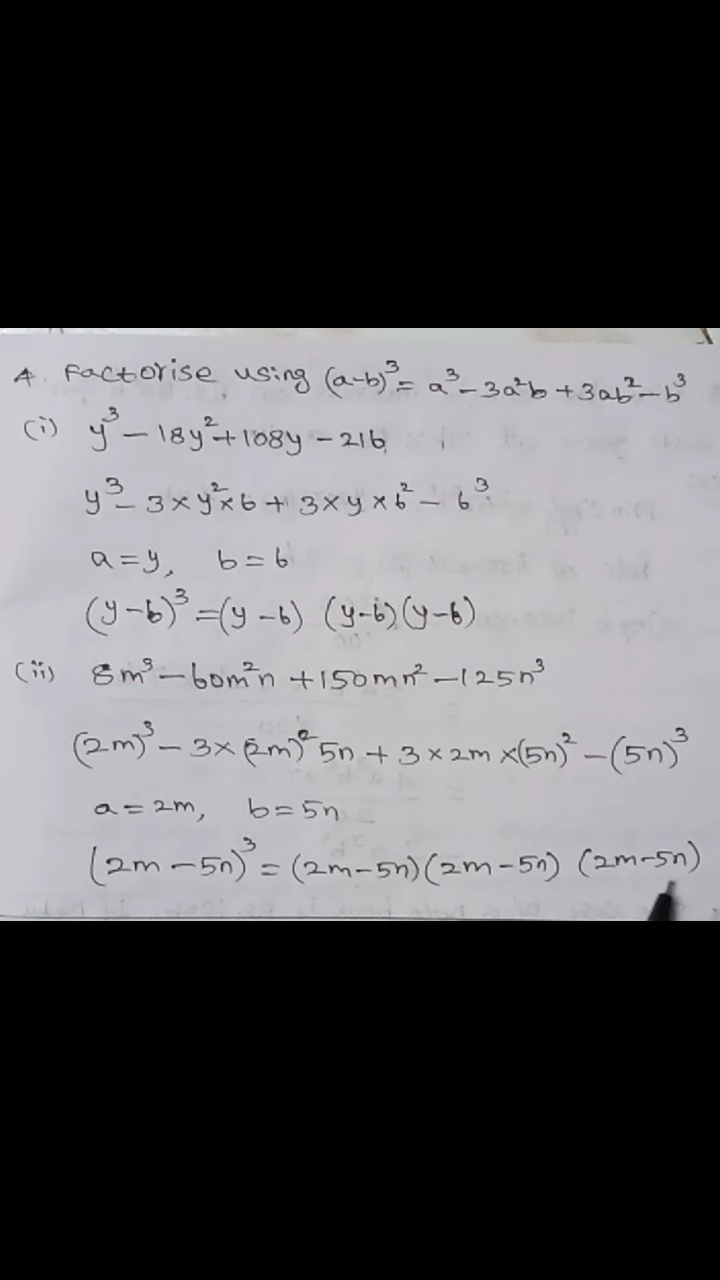 4. Factorise using (a-b)³ = a³ - 3a²b + 3ab² - b³
(i) y³ - 18y² + 108y - 216
y³ - 3 × y² × 6 + 3 × y × 6² - 6³
a = y, b = 6
(y - 6)³ = (y - 6) (y - 6) (y - 6)
(ii) 8m³ - 60m²n + 150mn² - 125n³
(2m)³ - 3 × (2m)² 5n + 3 × 2m × (5n)² - (5n)³
a = 2m, b = 5n
(2m - 5n)³ = (2m - 5n) (2m - 5n) (2m - 5n)